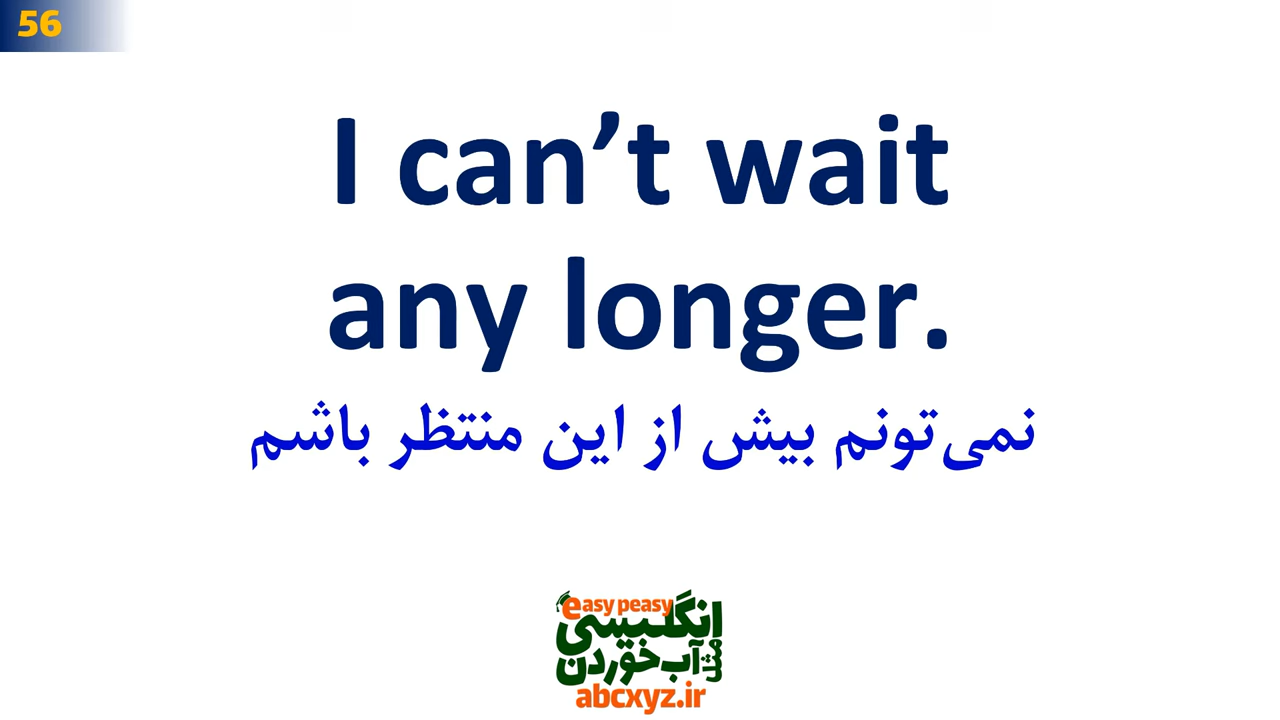 56
I can’t wait
any longer.
نمی‌تونم بیش از این منتظر باشم
easy peasy
انگلیسی
مثل آب خوردن
abcxyz.ir